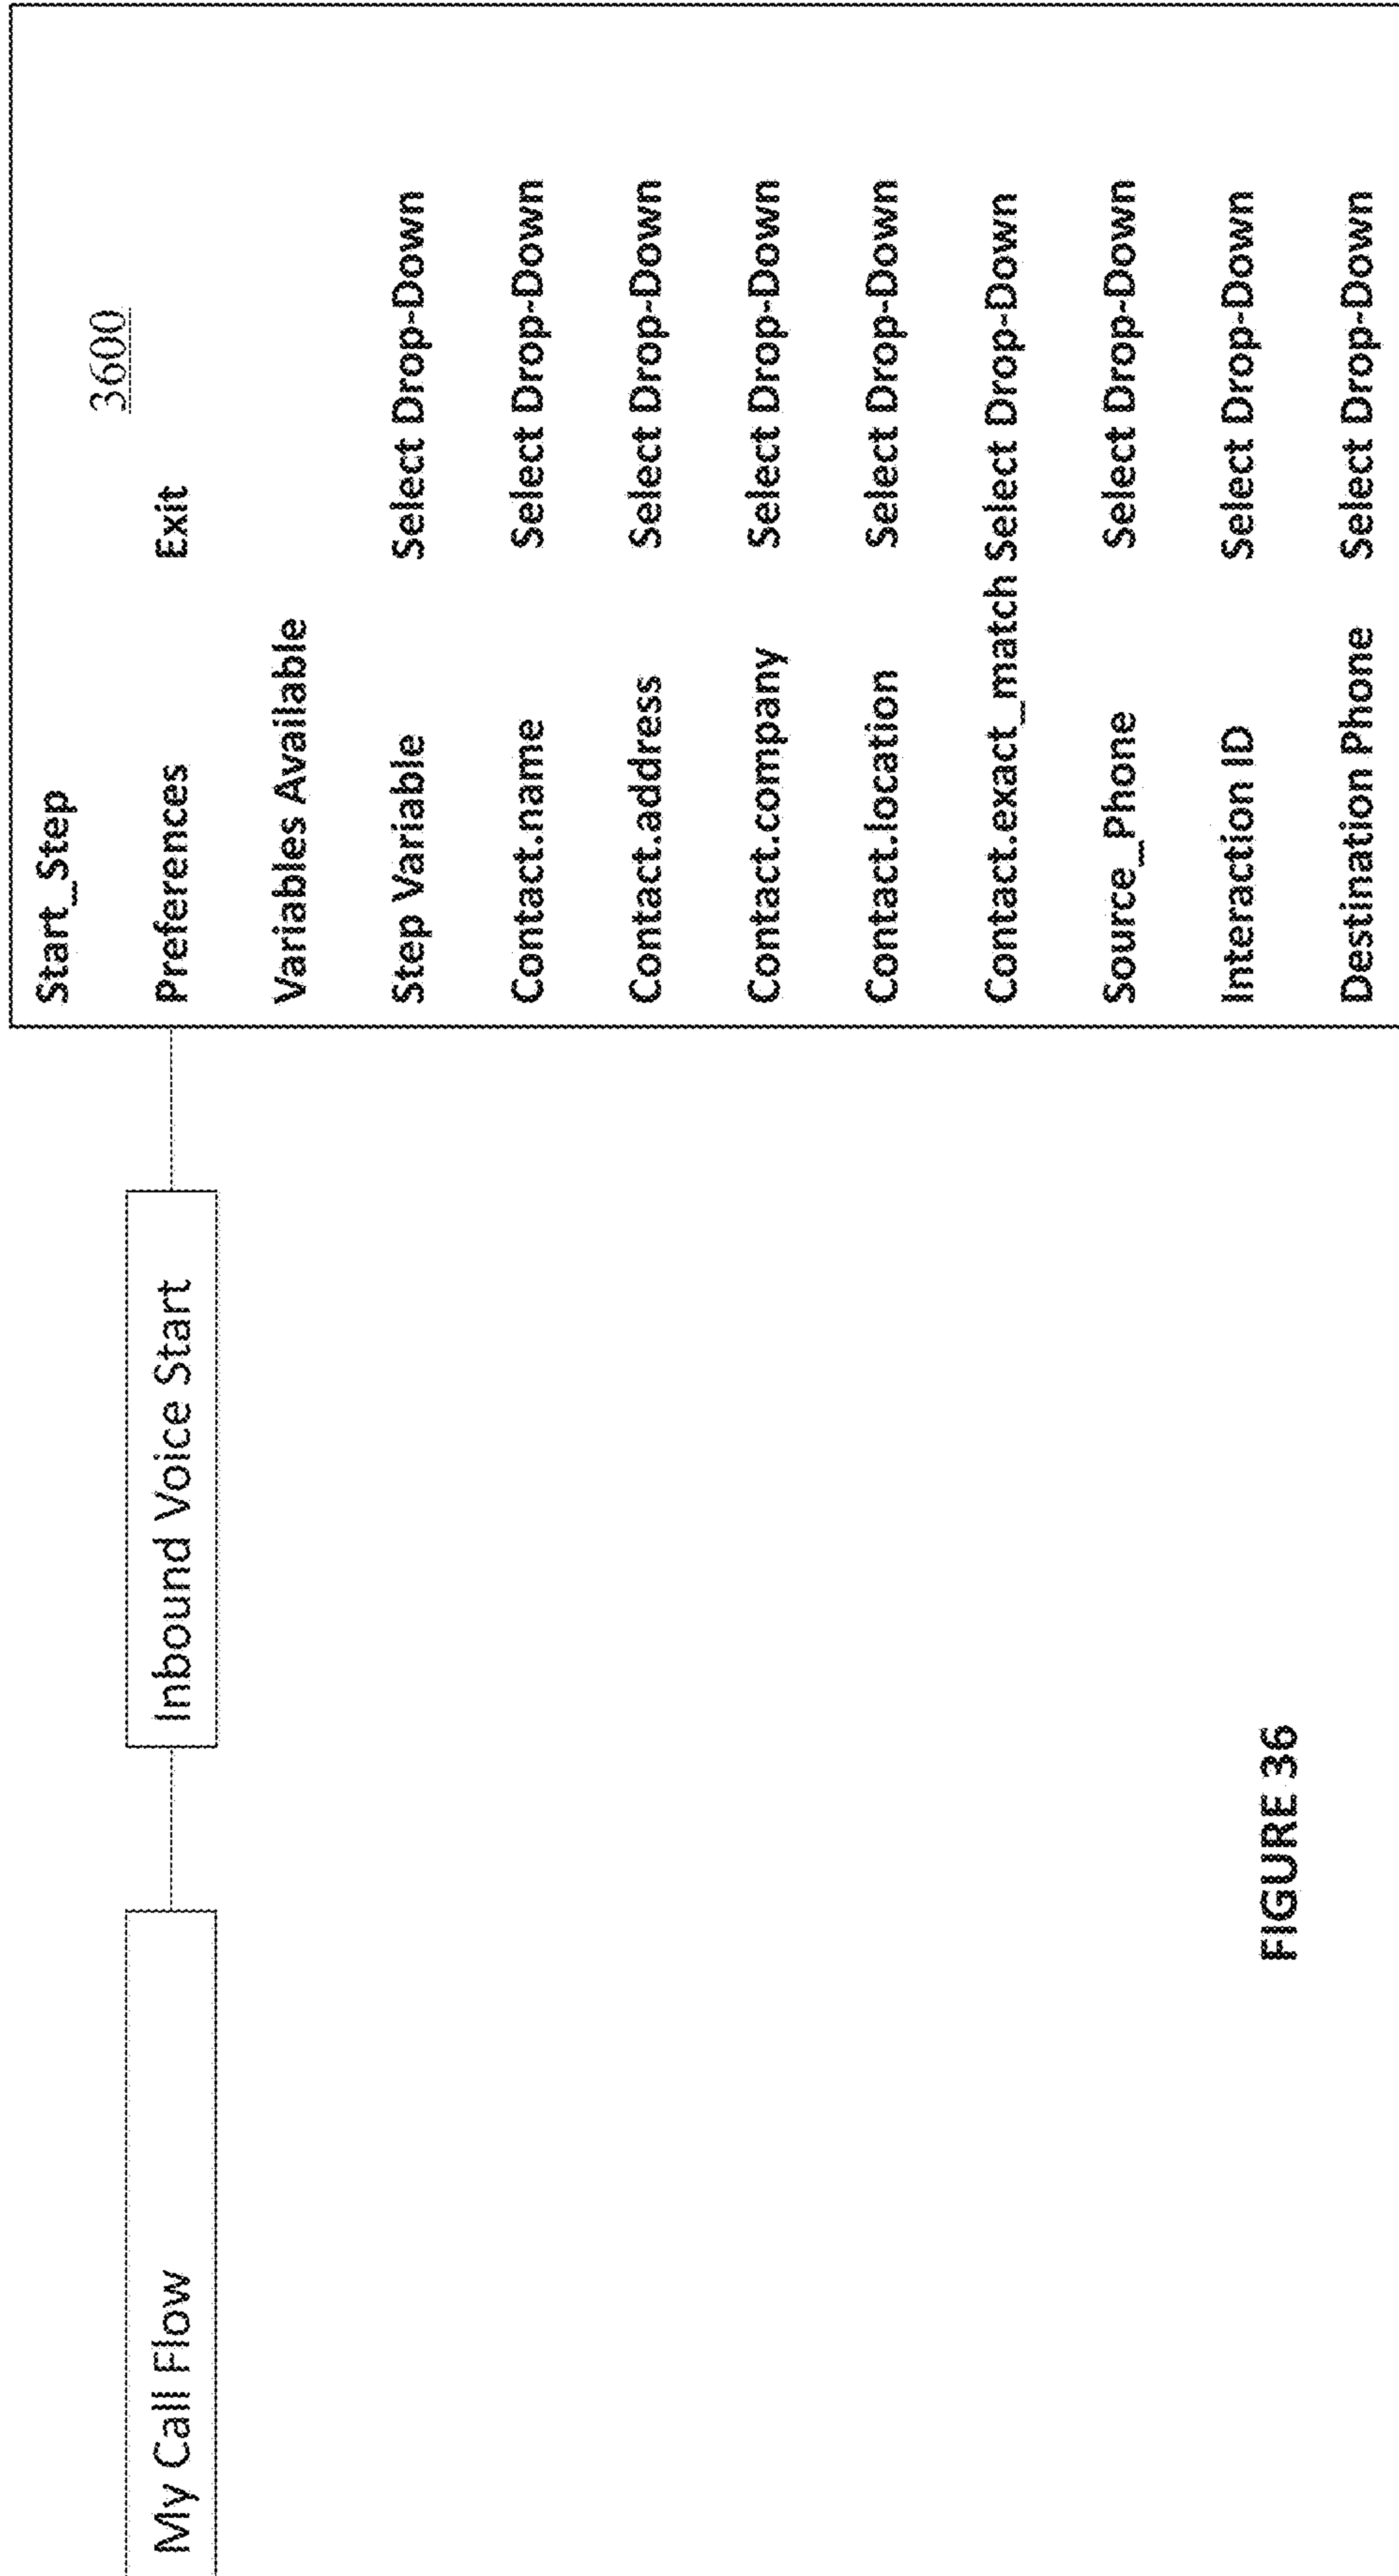 My Call Flow
Inbound Voice Start
Start_Step
3600
Preferences Exit
Variables Available
Step Variable Select Drop-Down
Contact.name Select Drop-Down
Contact.address Select Drop-Down
Contact.company Select Drop-Down
Contact.location Select Drop-Down
Contact.exact_match Select Drop-Down
Source_Phone Select Drop-Down
Interaction ID Select Drop-Down
Destination Phone Select Drop-Down
FIGURE 36